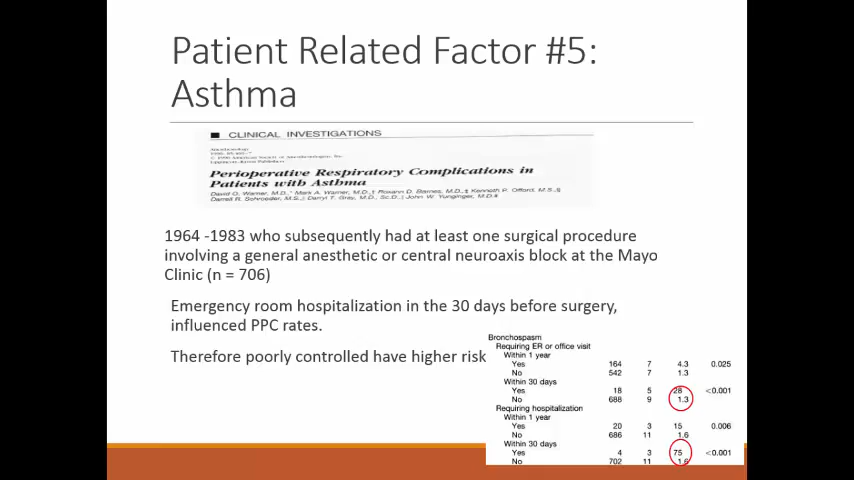 Patient Related Factor #5:
Asthma
■ CLINICAL INVESTIGATIONS
Perioperative Respiratory Complications in
Patients with Asthma
David O. Warner, M.D.,* Mark A. Warner, M.D.,† Roxann D. Barnes, M.D.,‡ Kenneth P. Offord, M.S.,§
Darrell R. Schroeder, M.S.,| Darryl T. Gray, M.D., Sc.D.,| John W. Yunginger, M.D.#
1964 -1983 who subsequently had at least one surgical procedure
involving a general anesthetic or central neuroaxis block at the Mayo
Clinic (n = 706)
Emergency room hospitalization in the 30 days before surgery,
influenced PPC rates.
Therefore poorly controlled have higher risk
Bronchospasm
Requiring ER or office visit
Within 1 year
Yes 164 7 4.3 0.025
No 542 7 1.3
Within 30 days
Yes 18 5 28 <0.001
No 688 9 1.3
Requiring hospitalization
Within 1 year
Yes 20 3 15 0.006
No 686 11 1.6
Within 30 days
Yes 4 3 75 <0.001
No 702 11 1.6